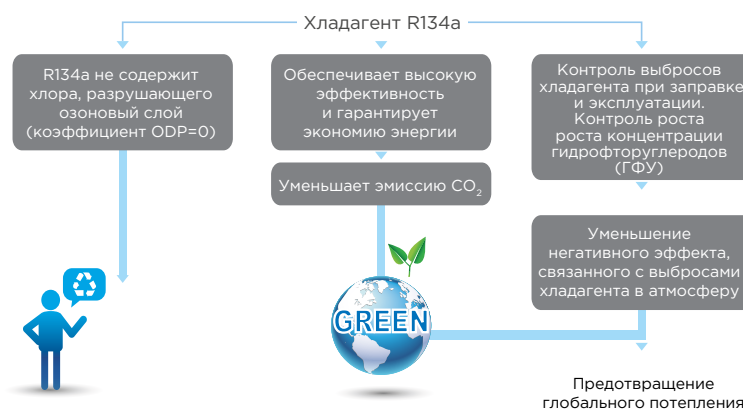 Хладагент R134a
R134a не содержит
хлора, разрушающего
озоновый слой
(коэффициент ODP=0)
Обеспечивает высокую
эффективность
и гарантирует
экономию энергии
Уменьшает эмиссию CO₂
Контроль выбросов
хладагента при заправке
и эксплуатации.
Контроль роста
роста концентрации
гидрофторуглеродов
(ГФУ)
Уменьшение
негативного эффекта,
связанного с выбросами
хладагента в атмосферу
GREEN
Предотвращение
глобального потепления